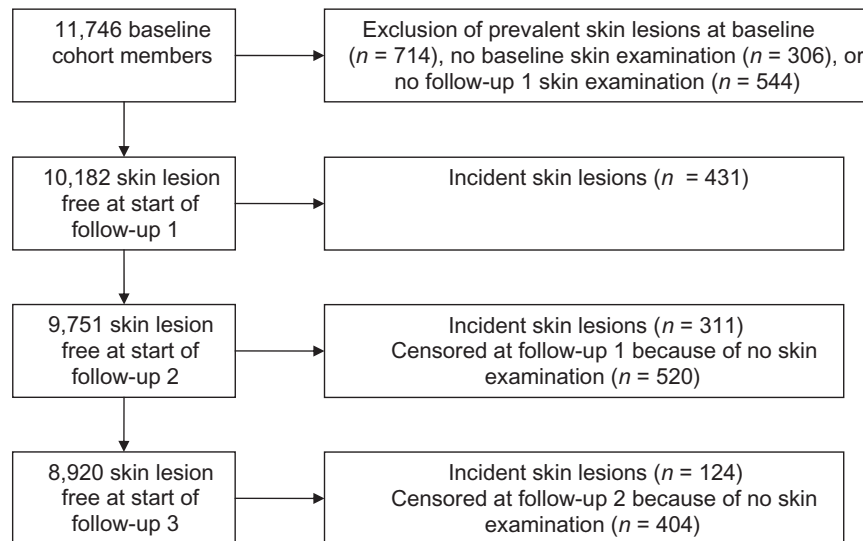 11,746 baseline
cohort members
Exclusion of prevalent skin lesions at baseline
(n = 714), no baseline skin examination (n = 306), or
no follow-up 1 skin examination (n = 544)
10,182 skin lesion
free at start of
follow-up 1
Incident skin lesions (n = 431)
9,751 skin lesion
free at start of
follow-up 2
Incident skin lesions (n = 311)
Censored at follow-up 1 because of no skin
examination (n = 520)
8,920 skin lesion
free at start of
follow-up 3
Incident skin lesions (n = 124)
Censored at follow-up 2 because of no skin
examination (n = 404)